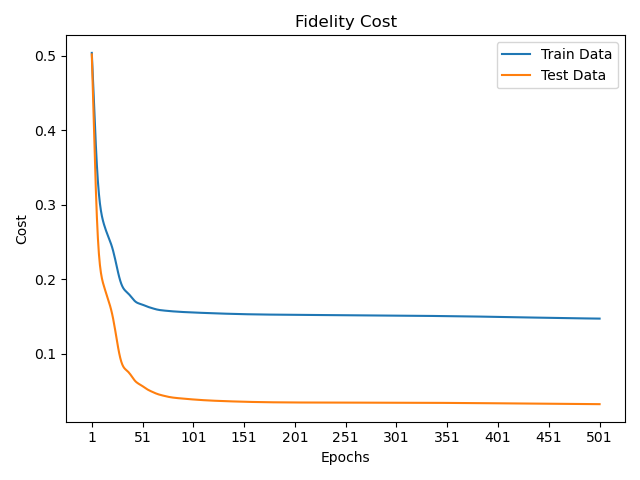 Fidelity Cost
Train Data
Test Data
0.5
0.4
0.3
0.2
0.1
Cost
1 51 101 151 201 251 301 351 401 451 501
Epochs